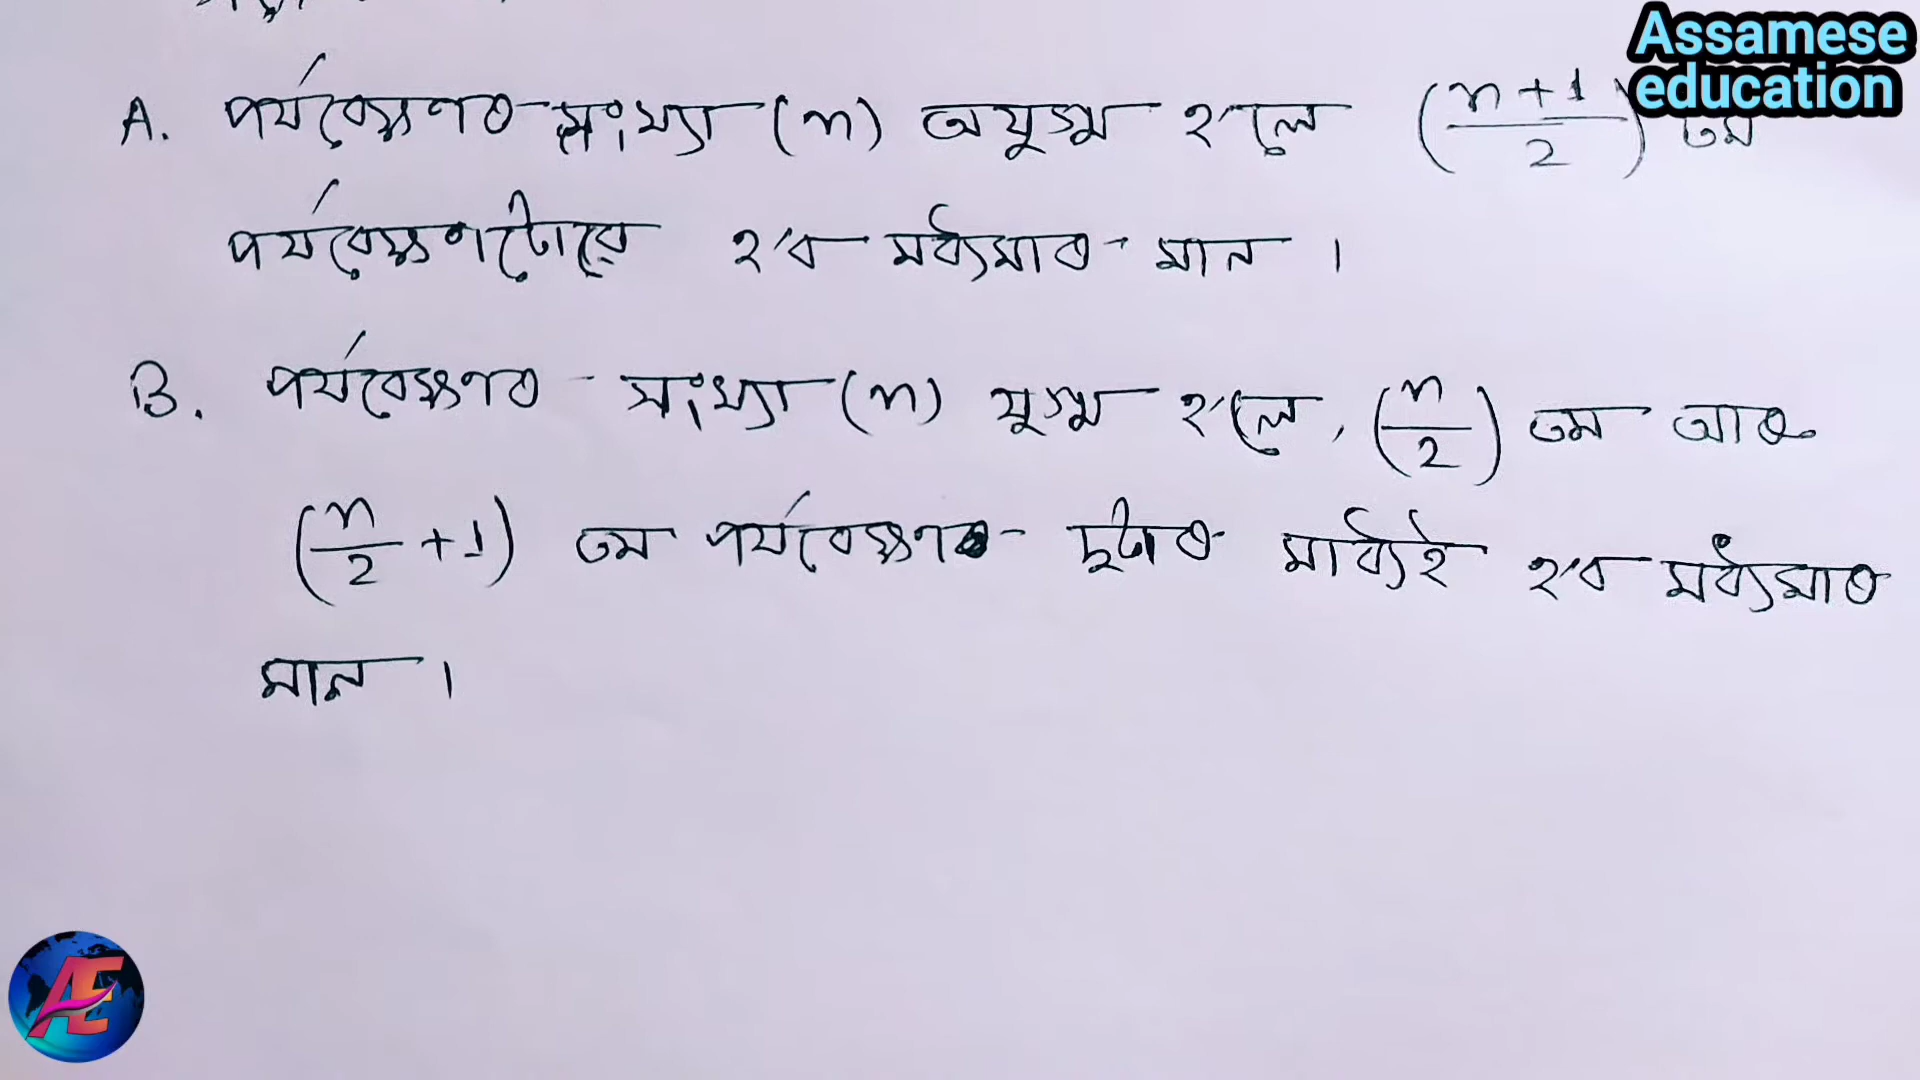 Assamese
education
A. পৰ্যবেক্ষণৰ সংখ্যা (n) অযুগ্ম হ'লে (n+1/2) তম
পৰ্যবেক্ষণটোৱে হ'ব মধ্যমাৰ মান ।
B. পৰ্যবেক্ষণৰ সংখ্যা (n) যুগ্ম হ'লে, (n/2) তম আৰু
(n/2 + 1) তম পৰ্যবেক্ষণৰ দুটাৰ মাধ্যই হ'ব মধ্যমাৰ
মান ।
AE